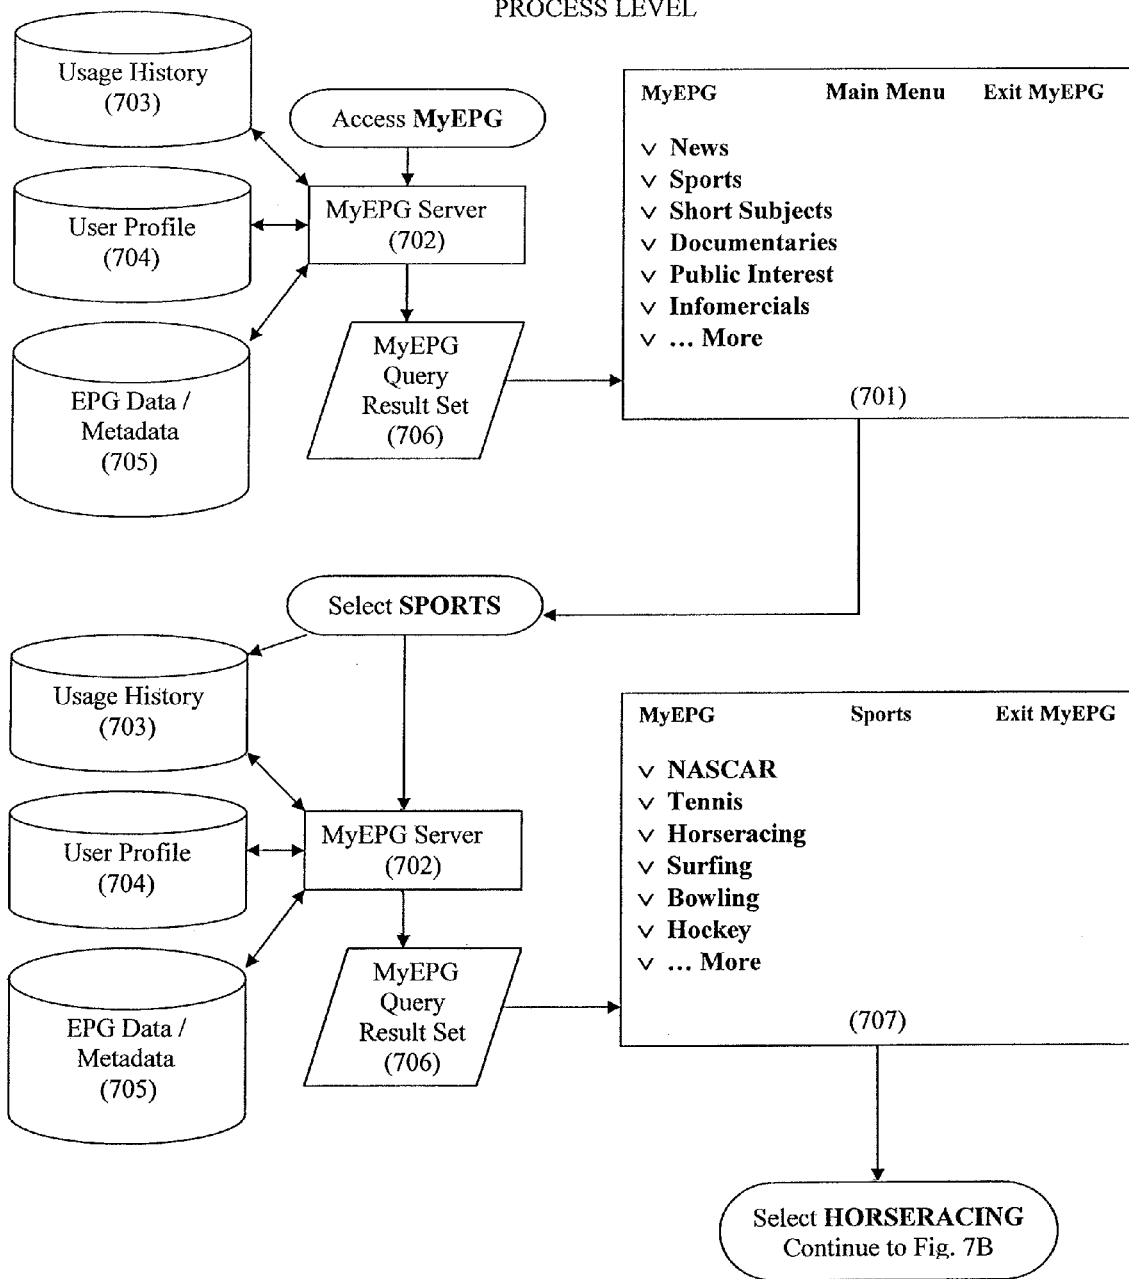 PROCESS LEVEL
Usage History
(703)
Access MyEPG
User Profile
(704)
MyEPG Server
(702)
EPG Data /
Metadata
(705)
MyEPG
Query
Result Set
(706)
MyEPG Main Menu Exit MyEPG
v News
v Sports
v Short Subjects
v Documentaries
v Public Interest
v Infomercials
v ... More
(701)
Select SPORTS
Usage History
(703)
User Profile
(704)
MyEPG Server
(702)
EPG Data /
Metadata
(705)
MyEPG
Query
Result Set
(706)
MyEPG Sports Exit MyEPG
v NASCAR
v Tennis
v Horseracing
v Surfing
v Bowling
v Hockey
v ... More
(707)
Select HORSERACING
Continue to Fig. 7B